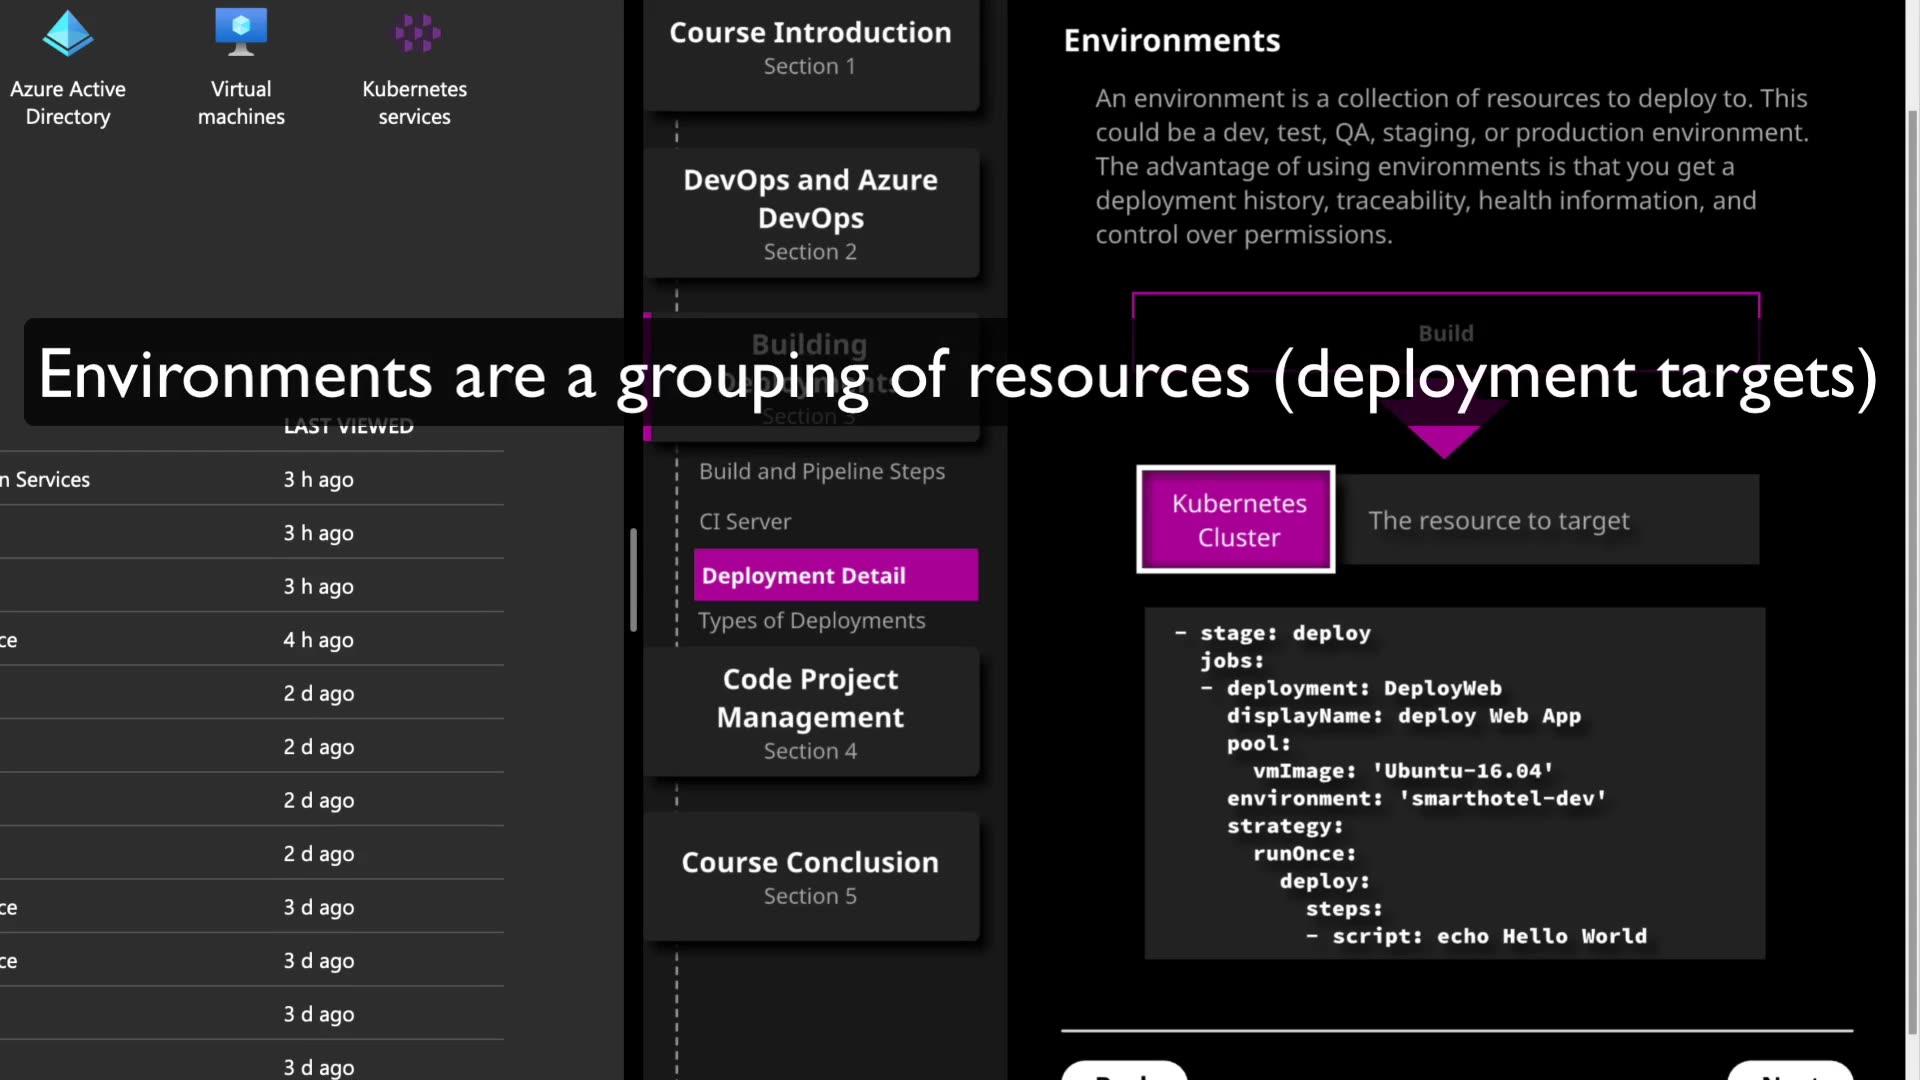 Azure Active
Directory
Virtual
machines
Kubernetes
services
LAST VIEWED
n Services
3 h ago
3 h ago
3 h ago
ce
4 h ago
2 d ago
2 d ago
2 d ago
2 d ago
ce
3 d ago
ce
3 d ago
3 d ago
3 d ago
Course Introduction
Section 1
DevOps and Azure
DevOps
Section 2
Building
Deployments
Section 3
Build and Pipeline Steps
CI Server
Deployment Detail
Types of Deployments
Code Project
Management
Section 4
Course Conclusion
Section 5
Environments are a grouping of resources (deployment targets)
Environments
An environment is a collection of resources to deploy to. This
could be a dev, test, QA, staging, or production environment.
The advantage of using environments is that you get a
deployment history, traceability, health information, and
control over permissions.
Build
Kubernetes
Cluster
The resource to target
- stage: deploy
jobs:
- deployment: DeployWeb
displayName: deploy Web App
pool:
vmImage: 'Ubuntu-16.04'
environment: 'smarthotel-dev'
strategy:
runOnce:
deploy:
steps:
- script: echo Hello World